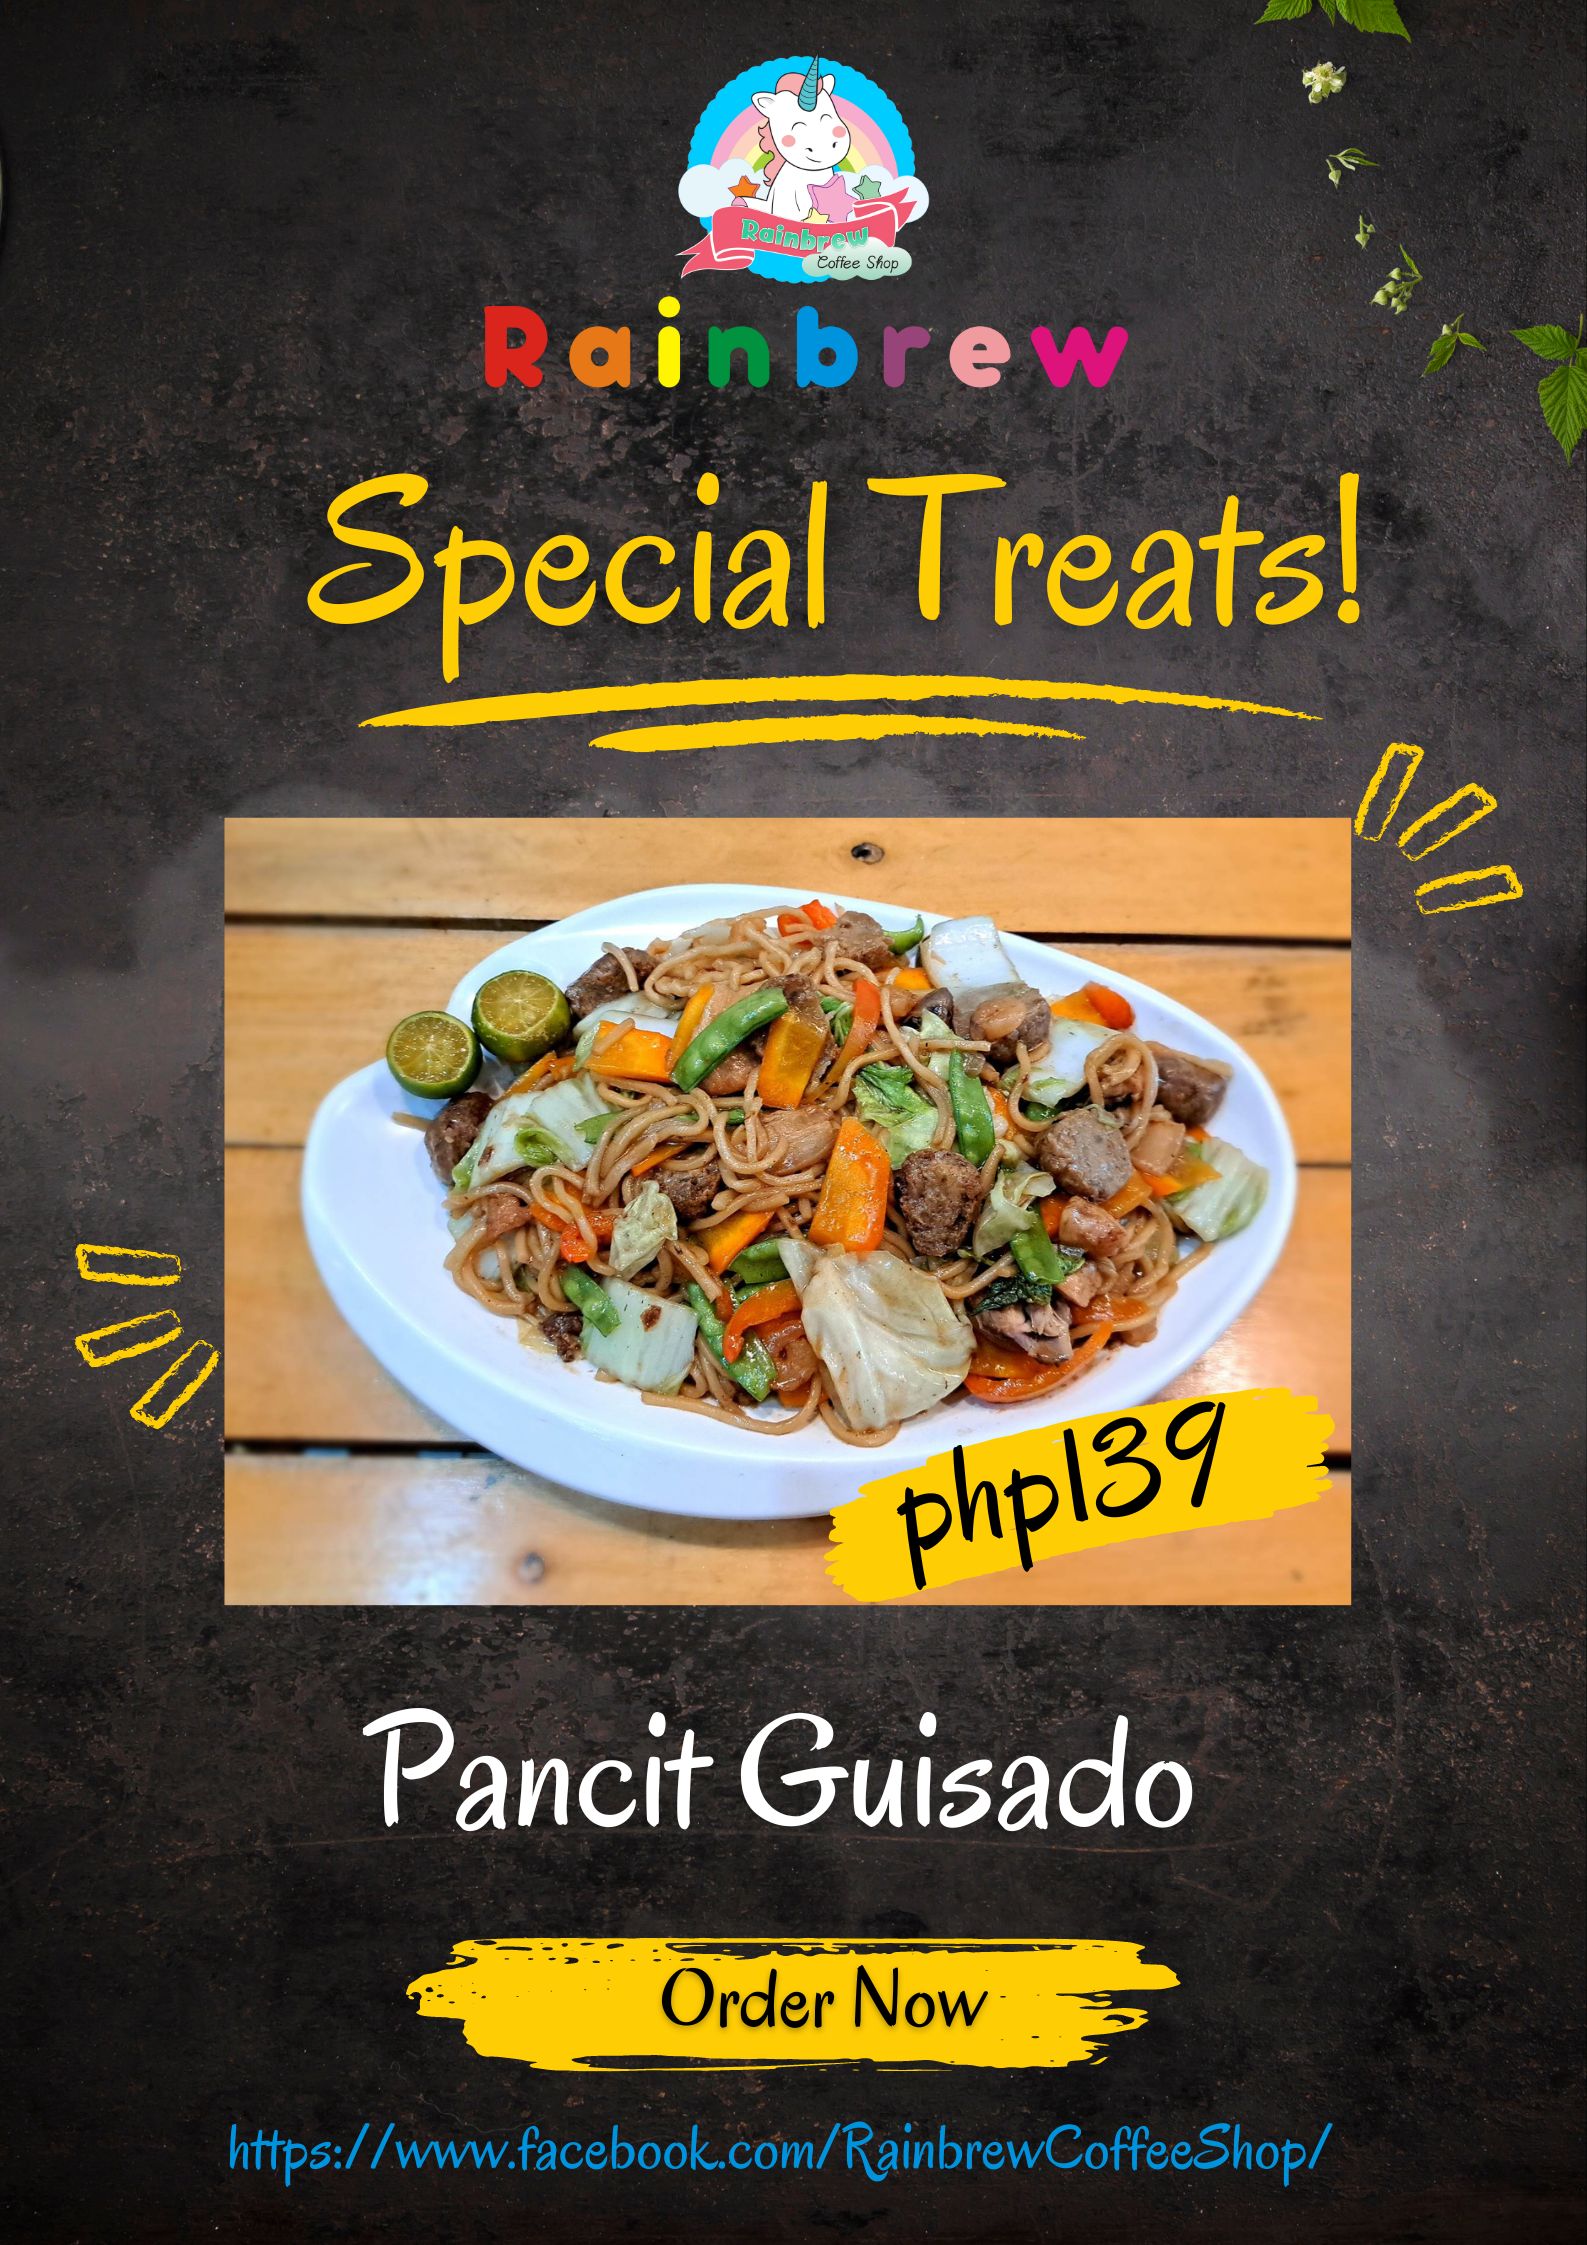 Rainbrew
Coffee Shop
Rainbrew
Special Treats!
php139
Pancit Guisado
Order Now
https://www.facebook.com/RainbrewCoffeeShop/